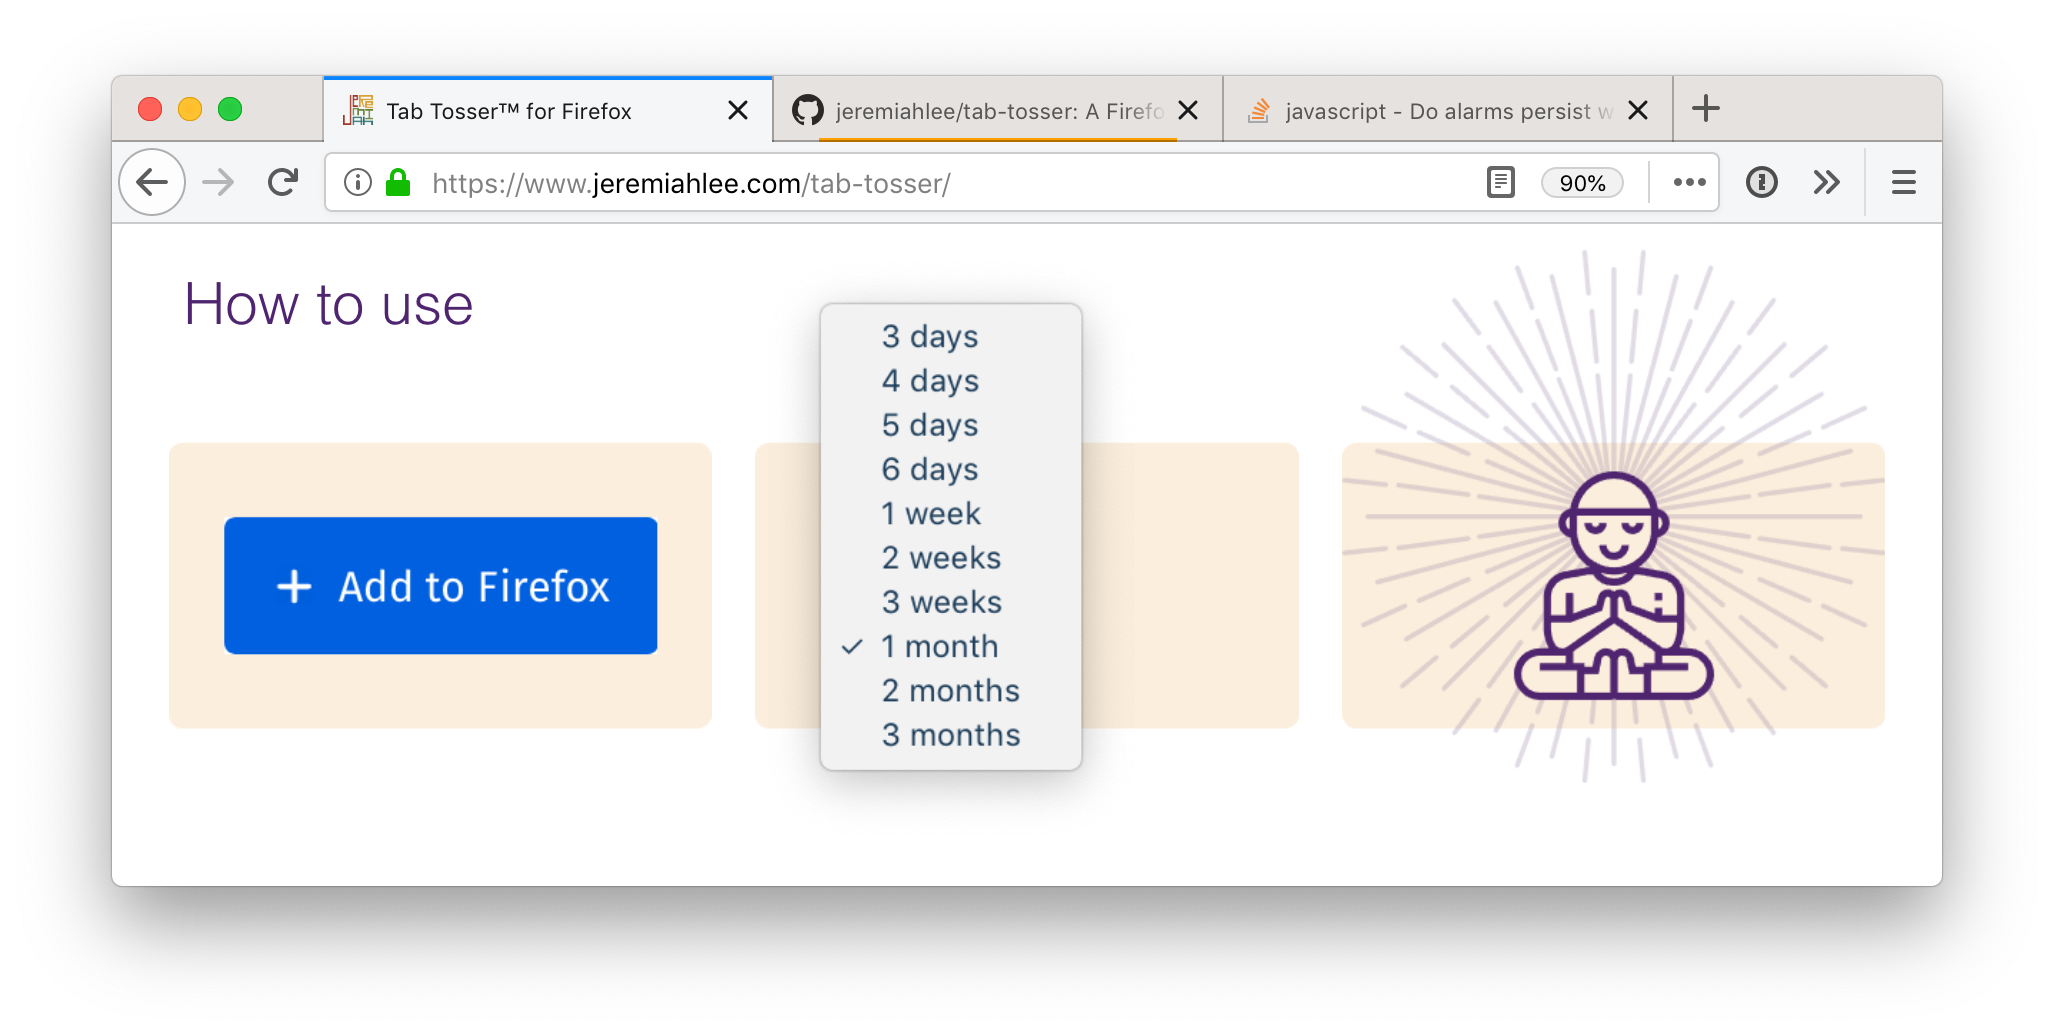 Tab Tosser™ for Firefox
jeremiahlee/tab-tosser: A Firefo
javascript - Do alarms persist w
https://www.jeremiahlee.com/tab-tosser/
90%
How to use
3 days
4 days
5 days
6 days
1 week
2 weeks
3 weeks
1 month
2 months
3 months
+ Add to Firefox